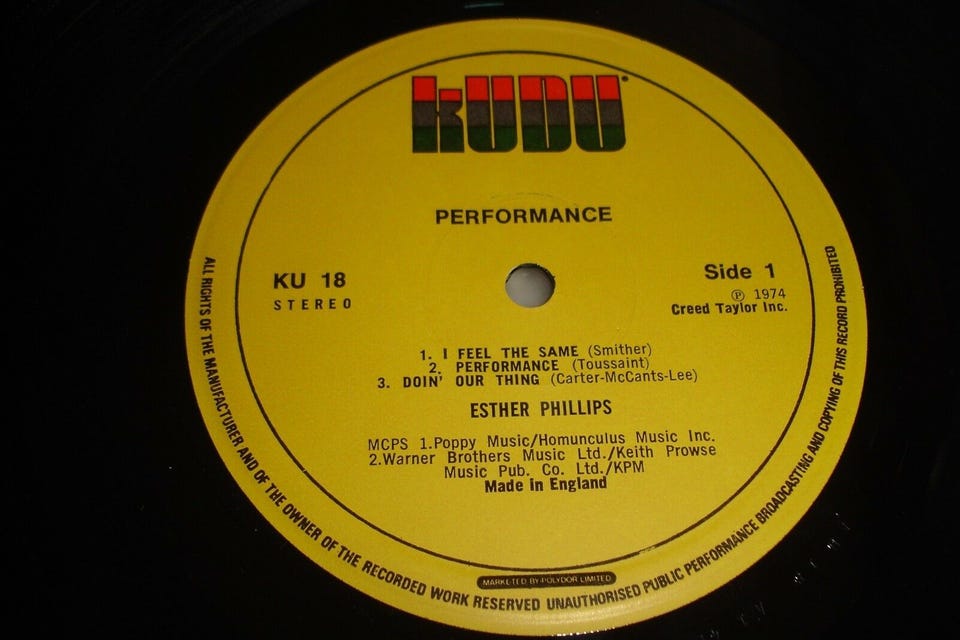 kUDU
PERFORMANCE
KU 18
STEREO
Side 1
℗ 1974
Creed Taylor Inc.
1. I FEEL THE SAME (Smither)
2. PERFORMANCE (Toussaint)
3. DOIN' OUR THING (Carter-McCants-Lee)
ESTHER PHILLIPS
MCPS 1.Poppy Music/Homunculus Music Inc.
2.Warner Brothers Music Ltd./Keith Prowse
Music Pub. Co. Ltd./KPM
Made in England
MARKETED BY POLYDOR LIMITED
ALL RIGHTS OF THE MANUFACTURER AND OF THE OWNER OF THE RECORDED WORK RESERVED UNAUTHORISED PUBLIC PERFORMANCE BROADCASTING AND COPYING OF THIS RECORD PROHIBITED